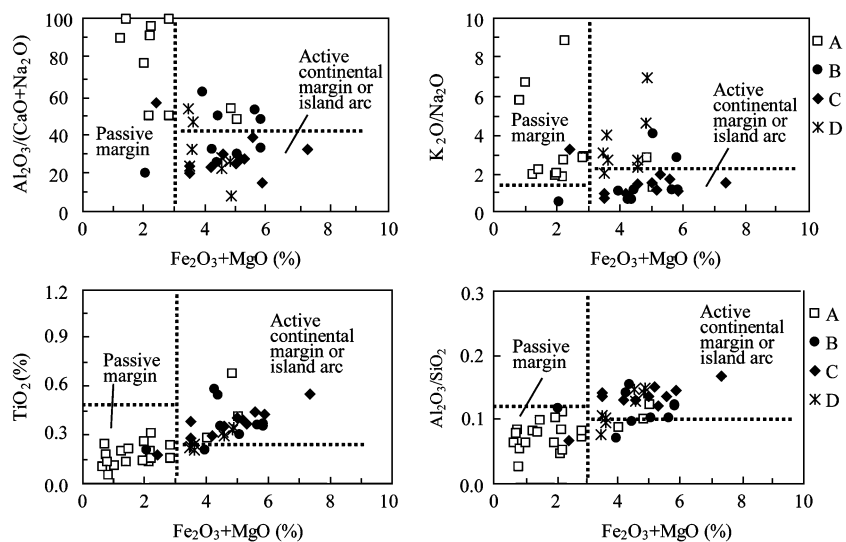 100
80
60
40
20
0
Al₂O₃/(CaO+Na₂O)
Passive
margin
Active
continental
margin or
island arc
0 2 4 6 8 10
Fe₂O₃+MgO (%)
10
8
6
4
2
0
K₂O/Na₂O
Passive
margin
Active
continental
margin or
island arc
0 2 4 6 8 10
Fe₂O₃+MgO (%)
A
B
C
D
1.2
0.9
0.6
0.3
0
TiO₂(%)
Passive
margin
Active
continental
margin or
island arc
0 2 4 6 8 10
Fe₂O₃+MgO (%)
0.3
0.2
0.1
0
Al₂O₃/SiO₂
Passive
margin
Active
continental
margin or
island arc
0 2 4 6 8 10
Fe₂O₃+MgO (%)
A
B
C
D